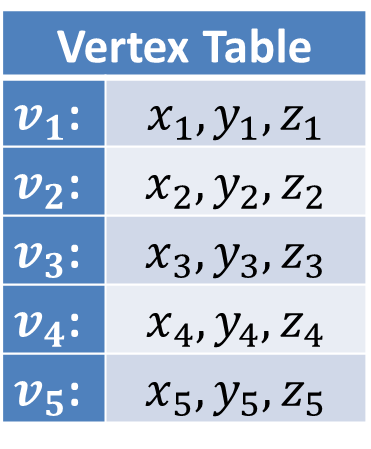 Vertex Table
v₁: x₁, y₁, z₁
v₂: x₂, y₂, z₂
v₃: x₃, y₃, z₃
v₄: x₄, y₄, z₄
v₅: x₅, y₅, z₅